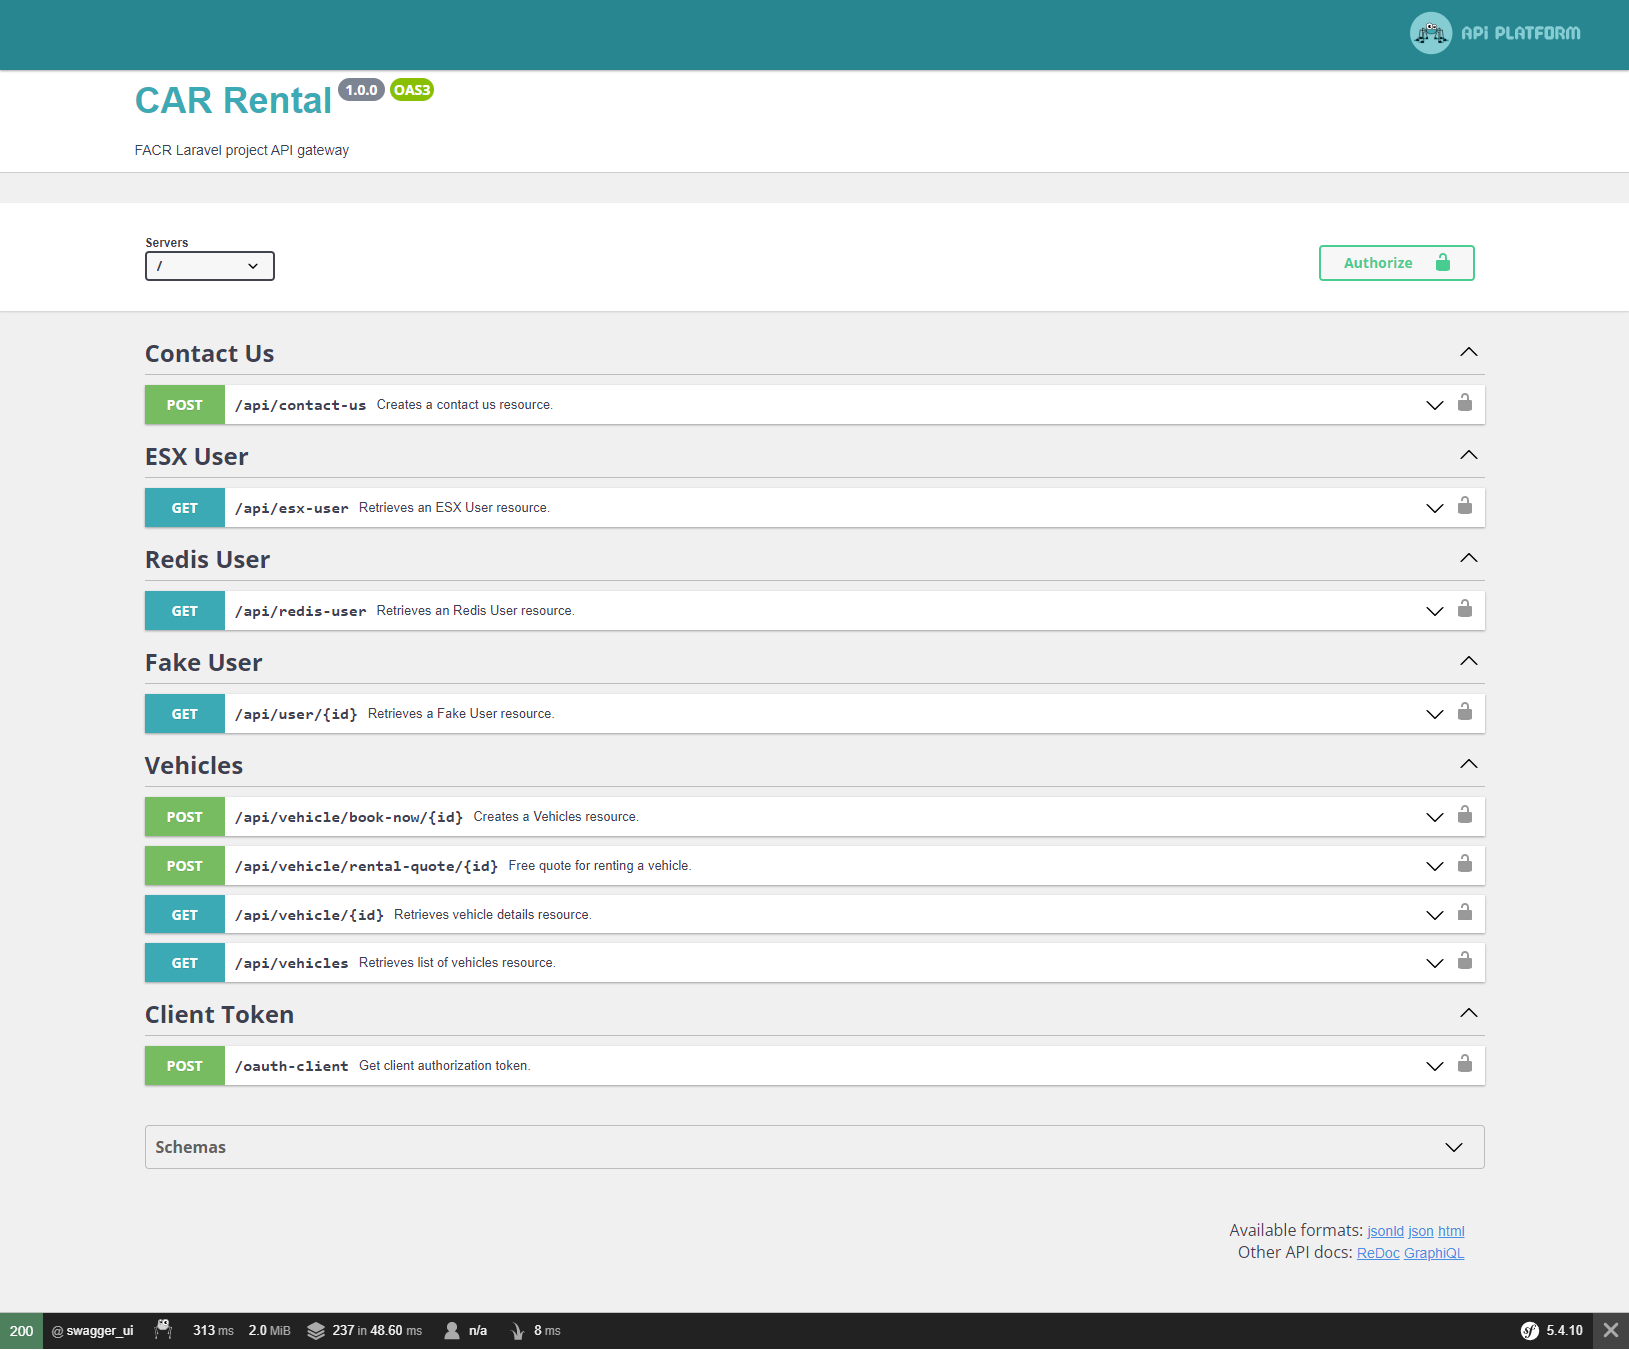 API PLATFORM
CAR Rental 1.0.0 OAS3
FACR Laravel project API gateway
Servers
/
Authorize
Contact Us
POST /api/contact-us Creates a contact us resource.
ESX User
GET /api/esx-user Retrieves an ESX User resource.
Redis User
GET /api/redis-user Retrieves an Redis User resource.
Fake User
GET /api/user/{id} Retrieves a Fake User resource.
Vehicles
POST /api/vehicle/book-now/{id} Creates a Vehicles resource.
POST /api/vehicle/rental-quote/{id} Free quote for renting a vehicle.
GET /api/vehicle/{id} Retrieves vehicle details resource.
GET /api/vehicles Retrieves list of vehicles resource.
Client Token
POST /oauth-client Get client authorization token.
Schemas
Available formats: jsonld json html
Other API docs: ReDoc GraphiQL
200 @ swagger_ui 313 ms 2.0 MiB 237 in 48.60 ms n/a 8 ms sf 5.4.10